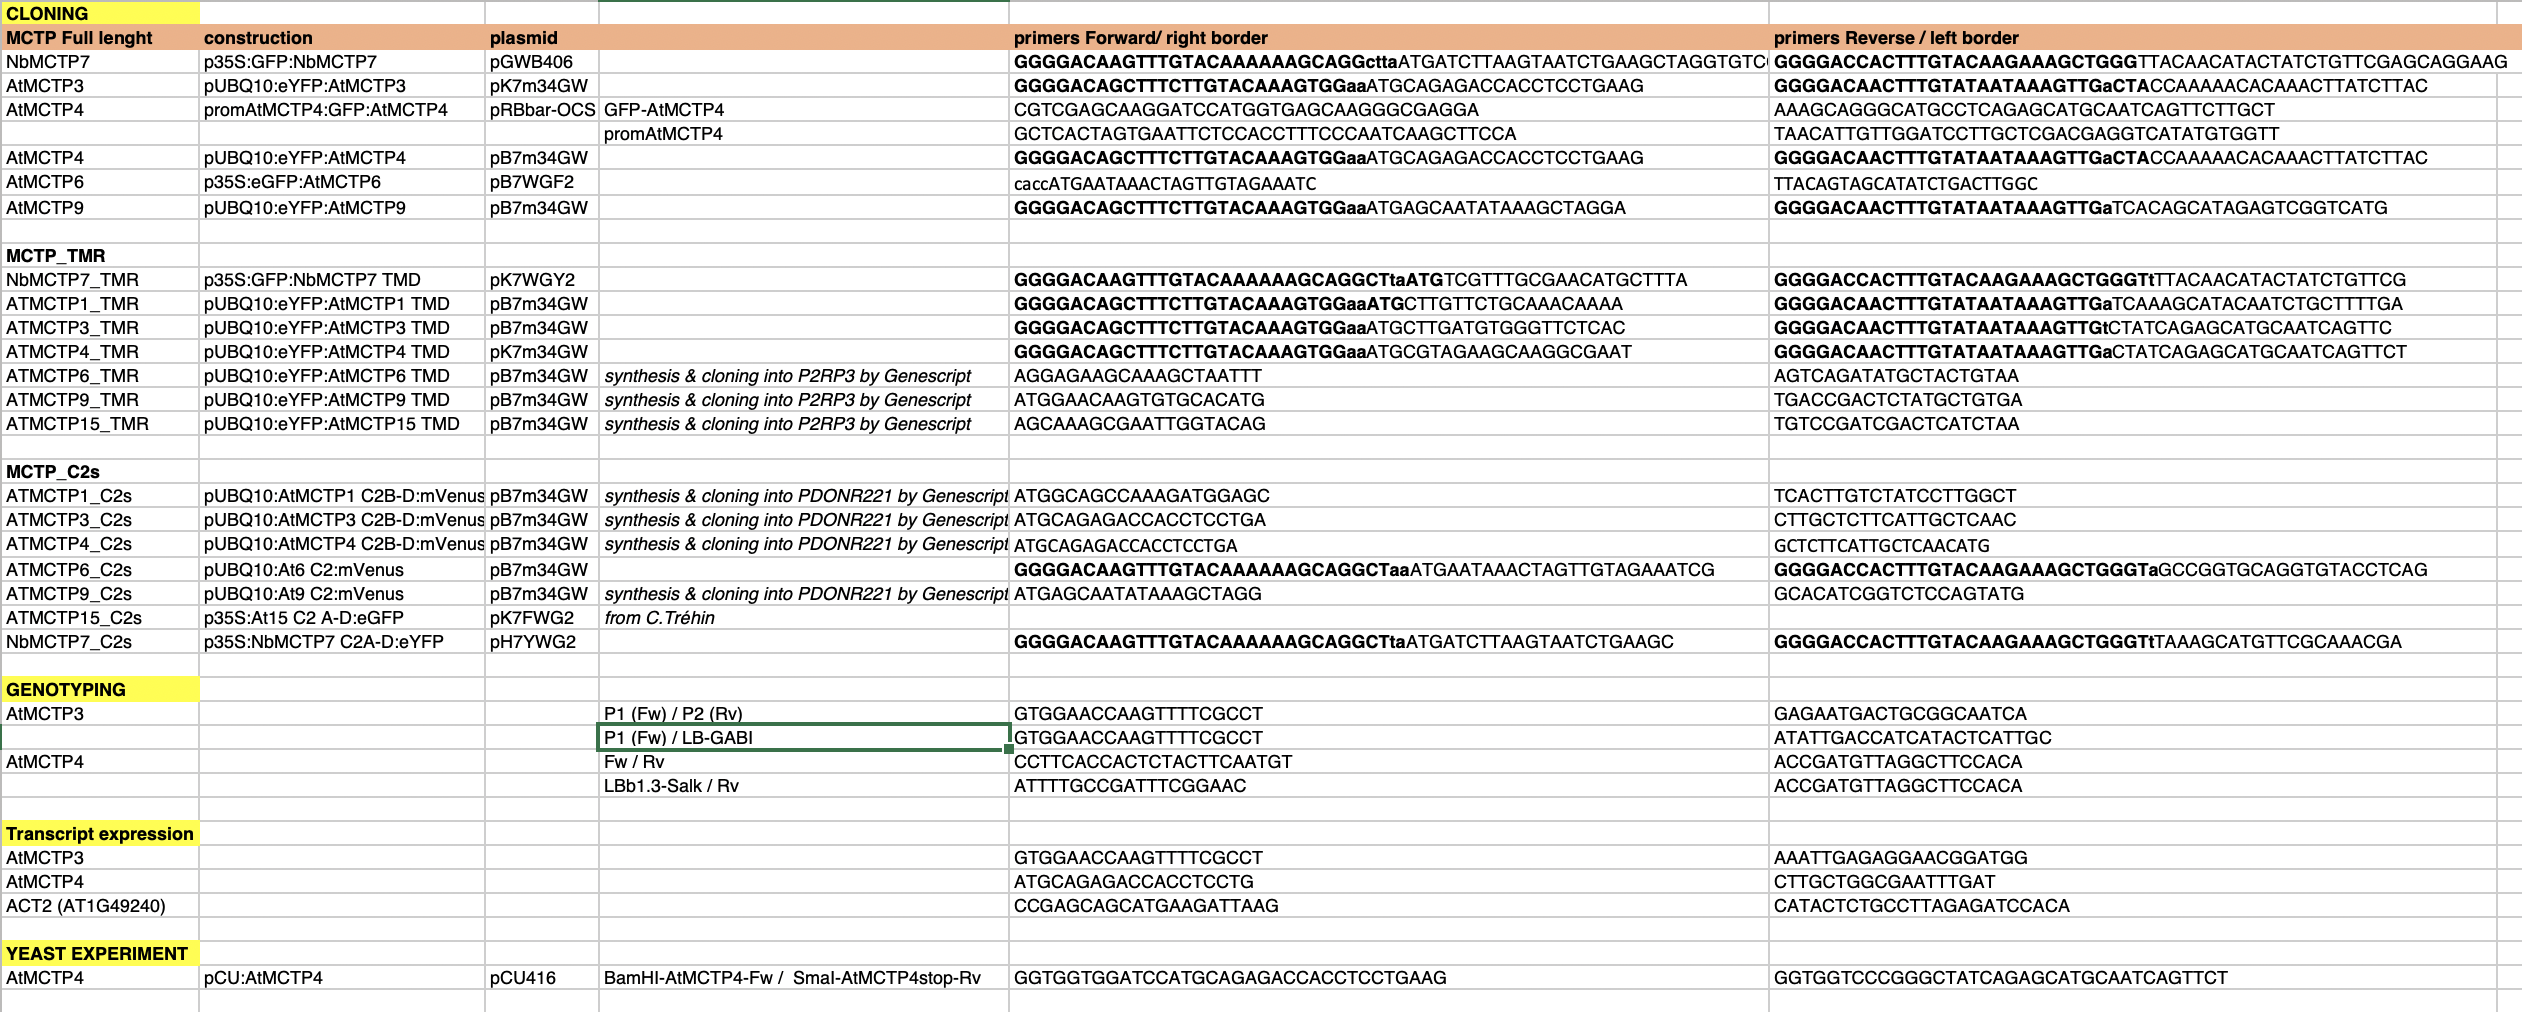 CLONING
MCTP Full lenght construction plasmid primers Forward/ right border primers Reverse / left border
NbMCTP7 p35S:GFP:NbMCTP7 pGWB406 GGGGACAAGTTTGTACAAAAAAGCAGGcttaATGATCTTAAGTAATCTGAAGCTAGGTGTC GGGGACCACTTTGTACAAGAAAGCTGGGTTACAACATACTATCTGTTCGAGCAGGAAG
AtMCTP3 pUBQ10:eYFP:AtMCTP3 pK7m34GW GGGGACAGCTTTCTTGTACAAAGTGGaaATGCAGAGACCACCTCCTGAAG GGGGACAACTTTGTATAATAAAGTTGaCTACCAAAAACACAAACTTATCTTAC
AtMCTP4 promAtMCTP4:GFP:AtMCTP4 pRBbar-OCS GFP-AtMCTP4 CGTCGAGCAAGGATCCATGGTGAGCAAGGGCGAGGA AAAGCAGGGCATGCCTCAGAGCATGCAATCAGTTCTTGCT
promAtMCTP4 GCTCACTAGTGAATTCTCCACCTTTCCCAATCAAGCTTCCA TAACATTGTTGGATCCTTGCTCGACGAGGTCATATGTGGTT
AtMCTP4 pUBQ10:eYFP:AtMCTP4 pB7m34GW GGGGACAGCTTTCTTGTACAAAGTGGaaATGCAGAGACCACCTCCTGAAG GGGGACAACTTTGTATAATAAAGTTGaCTACCAAAAACACAAACTTATCTTAC
AtMCTP6 p35S:eGFP:AtMCTP6 pB7WGF2 caccATGAATAAACTAGTTGTAGAAATC TTACAGTAGCATATCTGACTTGGC
AtMCTP9 pUBQ10:eYFP:AtMCTP9 pB7m34GW GGGGACAGCTTTCTTGTACAAAGTGGaaATGAGCAATATAAAGCTAGGA GGGGACAACTTTGTATAATAAAGTTGaTCACAGCATAGAGTCGGTCATG
MCTP_TMR
NbMCTP7_TMR p35S:GFP:NbMCTP7 TMD pK7WGY2 GGGGACAAGTTTGTACAAAAAAGCAGGCTtaATGTCGTTTGCGAACATGCTTTA GGGGACCACTTTGTACAAGAAAGCTGGGTtTTACAACATACTATCTGTTCG
ATMCTP1_TMR pUBQ10:eYFP:AtMCTP1 TMD pB7m34GW GGGGACAGCTTTCTTGTACAAAGTGGaaATGCTTGTTCTGCAAACAAAA GGGGACAACTTTGTATAATAAAGTTGaTCAAAGCATACAATCTGCTTTTGA
ATMCTP3_TMR pUBQ10:eYFP:AtMCTP3 TMD pB7m34GW GGGGACAGCTTTCTTGTACAAAGTGGaaATGCTTGATGTGGGTTCTCAC GGGGACAACTTTGTATAATAAAGTTGtCTATCAGAGCATGCAATCAGTTC
ATMCTP4_TMR pUBQ10:eYFP:AtMCTP4 TMD pK7m34GW GGGGACAGCTTTCTTGTACAAAGTGGaaATGCGTAGAAGCAAGGCGAAT GGGGACAACTTTGTATAATAAAGTTGaCTATCAGAGCATGCAATCAGTTCT
ATMCTP6_TMR pUBQ10:eYFP:AtMCTP6 TMD pB7m34GW synthesis & cloning into P2RP3 by Genescript AGGAGAAGCAAAGCTAATTT AGTCAGATATGCTACTGTAA
ATMCTP9_TMR pUBQ10:eYFP:AtMCTP9 TMD pB7m34GW synthesis & cloning into P2RP3 by Genescript ATGGAACAAGTGTGCACATG TGACCGACTCTATGCTGTGA
ATMCTP15_TMR pUBQ10:eYFP:AtMCTP15 TMD pB7m34GW synthesis & cloning into P2RP3 by Genescript AGCAAAGCGAATTGGTACAG TGTCCGATCGACTCATCTAA
MCTP_C2s
ATMCTP1_C2s pUBQ10:AtMCTP1 C2B-D:mVenus pB7m34GW synthesis & cloning into PDONR221 by Genescript ATGGCAGCCAAAGATGGAGC TCACTTGTCTATCCTTGGCT
ATMCTP3_C2s pUBQ10:AtMCTP3 C2B-D:mVenus pB7m34GW synthesis & cloning into PDONR221 by Genescript ATGCAGAGACCACCTCCTGA CTTGCTCTTCATTGCTCAAC
ATMCTP4_C2s pUBQ10:AtMCTP4 C2B-D:mVenus pB7m34GW synthesis & cloning into PDONR221 by Genescript ATGCAGAGACCACCTCCTGA GCTCTTCATTGCTCAACATG
ATMCTP6_C2s pUBQ10:At6 C2:mVenus pB7m34GW GGGGACAAGTTTGTACAAAAAAGCAGGCTaaATGAATAAACTAGTTGTAGAAATCG GGGGACCACTTTGTACAAGAAAGCTGGGTaGCCGGTGCAGGTGTACCTCAG
ATMCTP9_C2s pUBQ10:At9 C2:mVenus pB7m34GW synthesis & cloning into PDONR221 by Genescript ATGAGCAATATAAAGCTAGG GCACATCGGTCTCCAGTATG
ATMCTP15_C2s p35S:At15 C2 A-D:eGFP pK7FWG2 from C.Tréhin
NbMCTP7_C2s p35S:NbMCTP7 C2A-D:eYFP pH7YWG2 GGGGACAAGTTTGTACAAAAAAGCAGGCTtaATGATCTTAAGTAATCTGAAGC GGGGACCACTTTGTACAAGAAAGCTGGGTtTAAAGCATGTTCGCAAACGA
GENOTYPING
AtMCTP3 P1 (Fw) / P2 (Rv) GTGGAACCAAGTTTTCGCCT GAGAATGACTGCGGCAATCA
P1 (Fw) / LB-GABI GTGGAACCAAGTTTTCGCCT ATATTGACCATCATACTCATTGC
AtMCTP4 Fw / Rv CCTTCACCACTCTACTTCAATGT ACCGATGTTAGGCTTCCACA
LBb1.3-Salk / Rv ATTTTGCCGATTTCGGAAC ACCGATGTTAGGCTTCCACA
Transcript expression
AtMCTP3 GTGGAACCAAGTTTTCGCCT AAATTGAGAGGAACGGATGG
AtMCTP4 ATGCAGAGACCACCTCCTG CTTGCTGGCGAATTTGAT
ACT2 (AT1G49240) CCGAGCAGCATGAAGATTAAG CATACTCTGCCTTAGAGATCCACA
YEAST EXPERIMENT
AtMCTP4 pCU:AtMCTP4 pCU416 BamHI-AtMCTP4-Fw / SmaI-AtMCTP4stop-Rv GGTGGTGGATCCATGCAGAGACCACCTCCTGAAG GGTGGTCCCGGGCTATCAGAGCATGCAATCAGTTCT